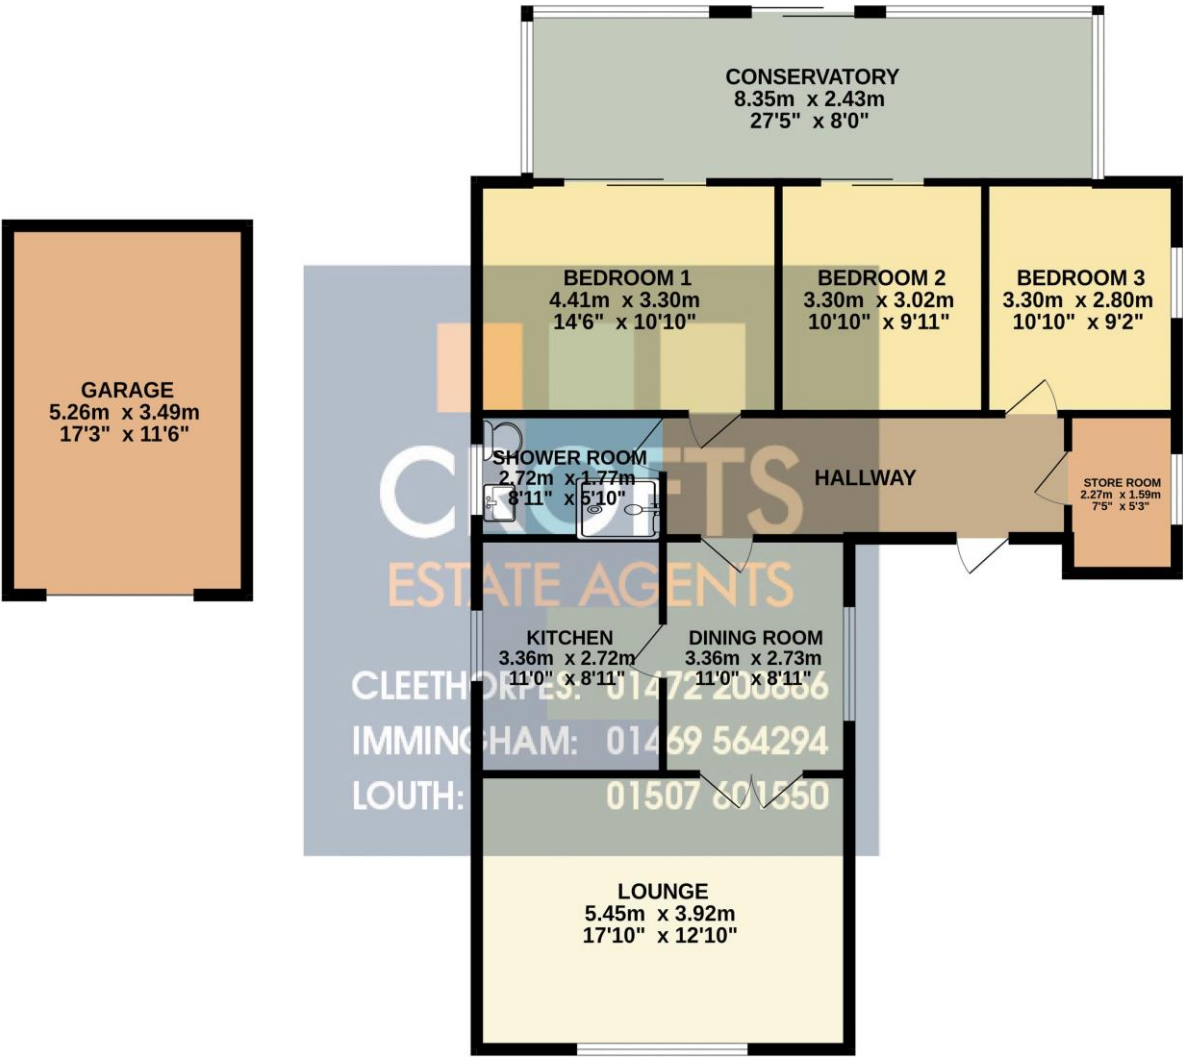 CONSERVATORY
8.35m x 2.43m
27'5" x 8'0"
BEDROOM 1
4.41m x 3.30m
14'6" x 10'10"
BEDROOM 2
3.30m x 3.02m
10'10" x 9'11"
BEDROOM 3
3.30m x 2.80m
10'10" x 9'2"
GARAGE
5.26m x 3.49m
17'3" x 11'6"
SHOWER ROOM
2.72m x 1.77m
8'11" x 5'10"
HALLWAY
STORE ROOM
2.27m x 1.59m
7'5" x 5'3"
CROFTS
ESTATE AGENTS
KITCHEN
3.36m x 2.72m
11'0" x 8'11"
DINING ROOM
3.36m x 2.73m
11'0" x 8'11"
CLEETHORPES: 01472 200666
IMMINGHAM: 01469 564294
LOUTH: 01507 601550
LOUNGE
5.45m x 3.92m
17'10" x 12'10"